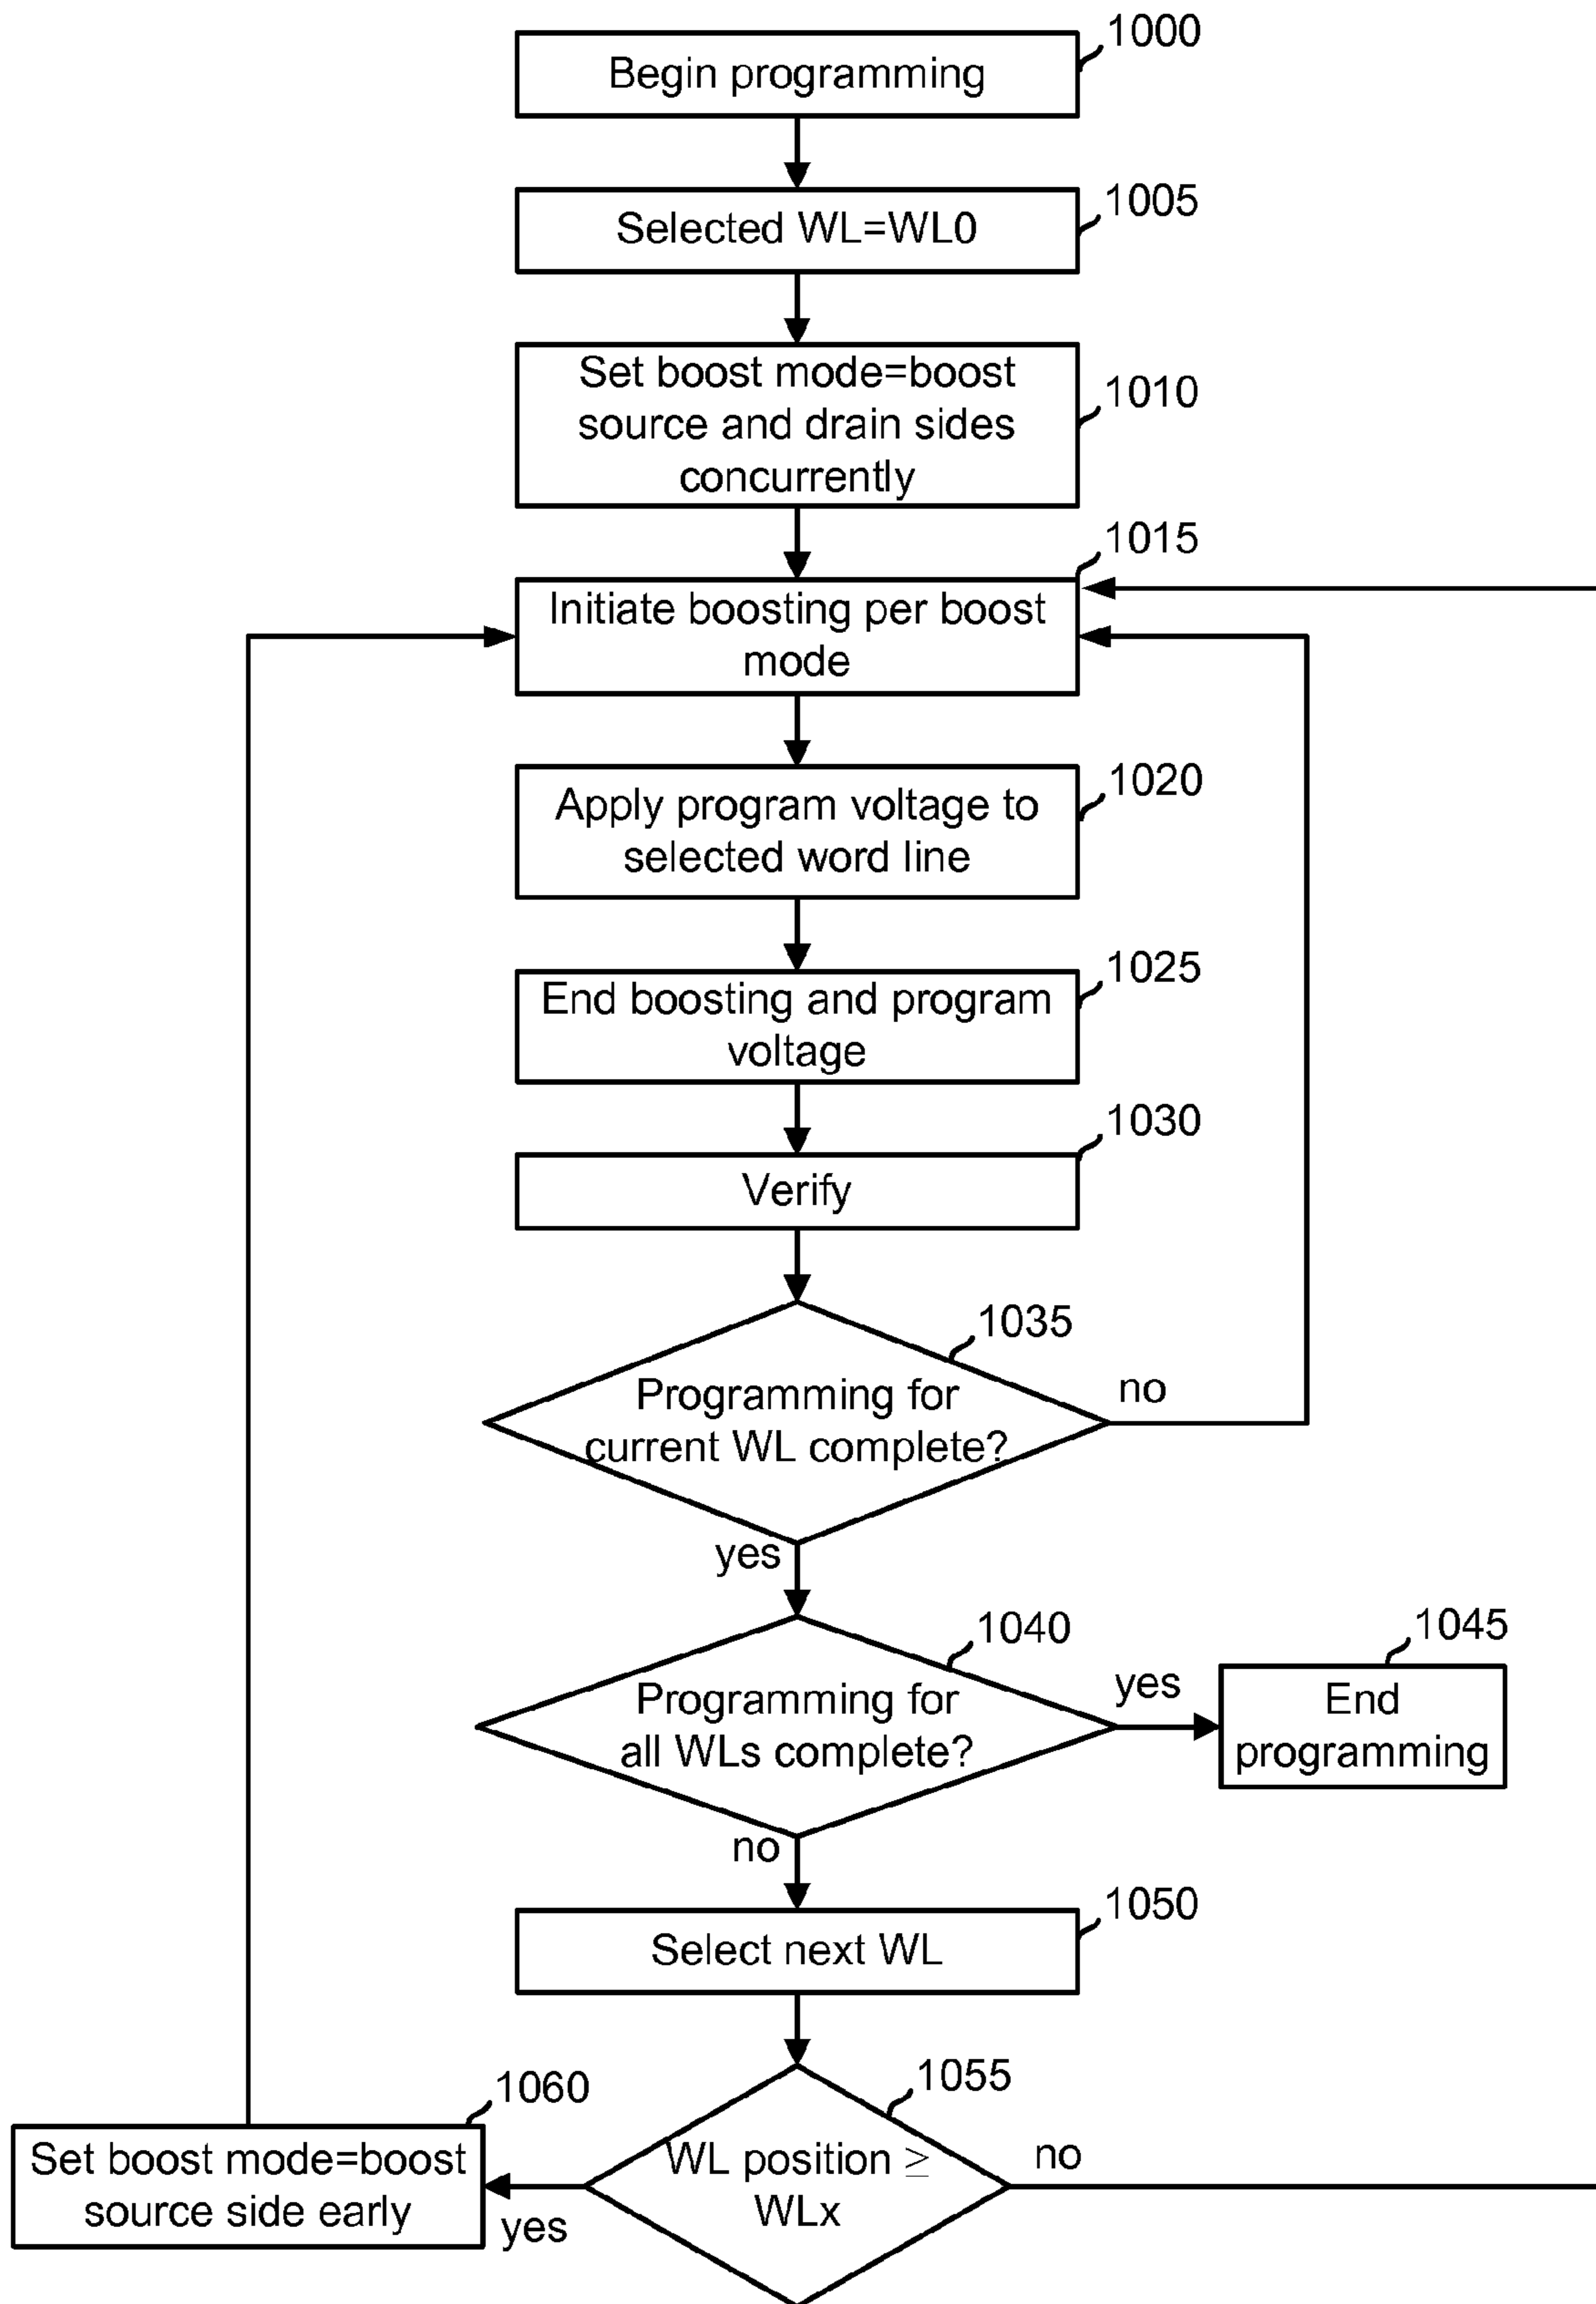 1000
Begin programming
1005
Selected WL=WL0
1010
Set boost mode=boost
source and drain sides
concurrently
1015
Initiate boosting per boost
mode
1020
Apply program voltage to
selected word line
1025
End boosting and program
voltage
1030
Verify
1035
Programming for
current WL complete?
no
yes
1040
Programming for
all WLs complete?
yes
1045
End
programming
no
1050
Select next WL
1055
WL position ≥
WLx
no
yes
1060
Set boost mode=boost
source side early